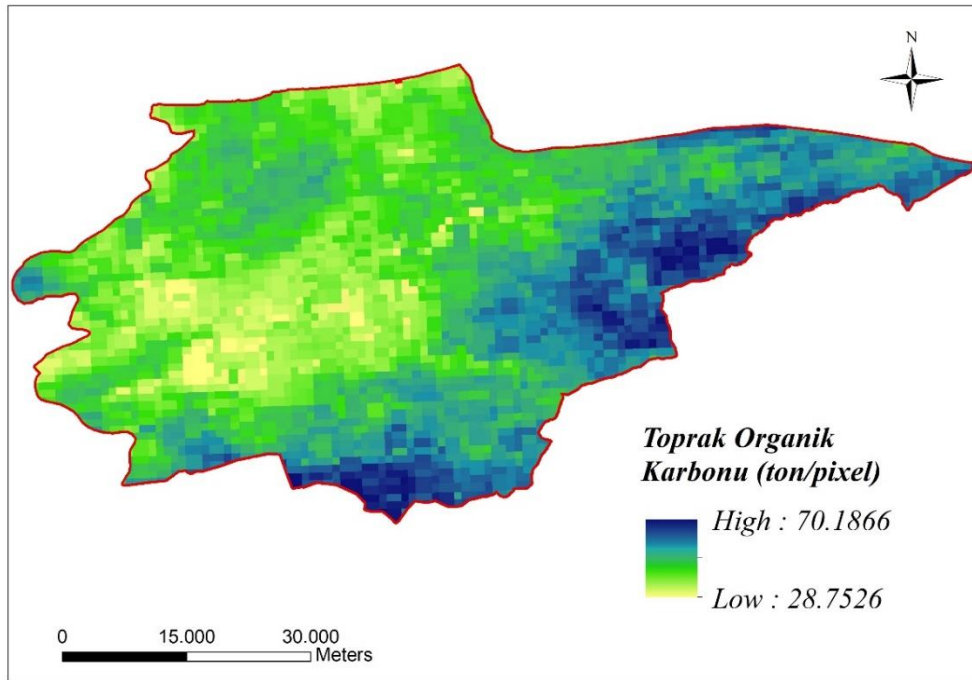 N
Toprak Organik
Karbonu (ton/pixel)
High : 70.1866
Low : 28.7526
0 15.000 30.000
Meters